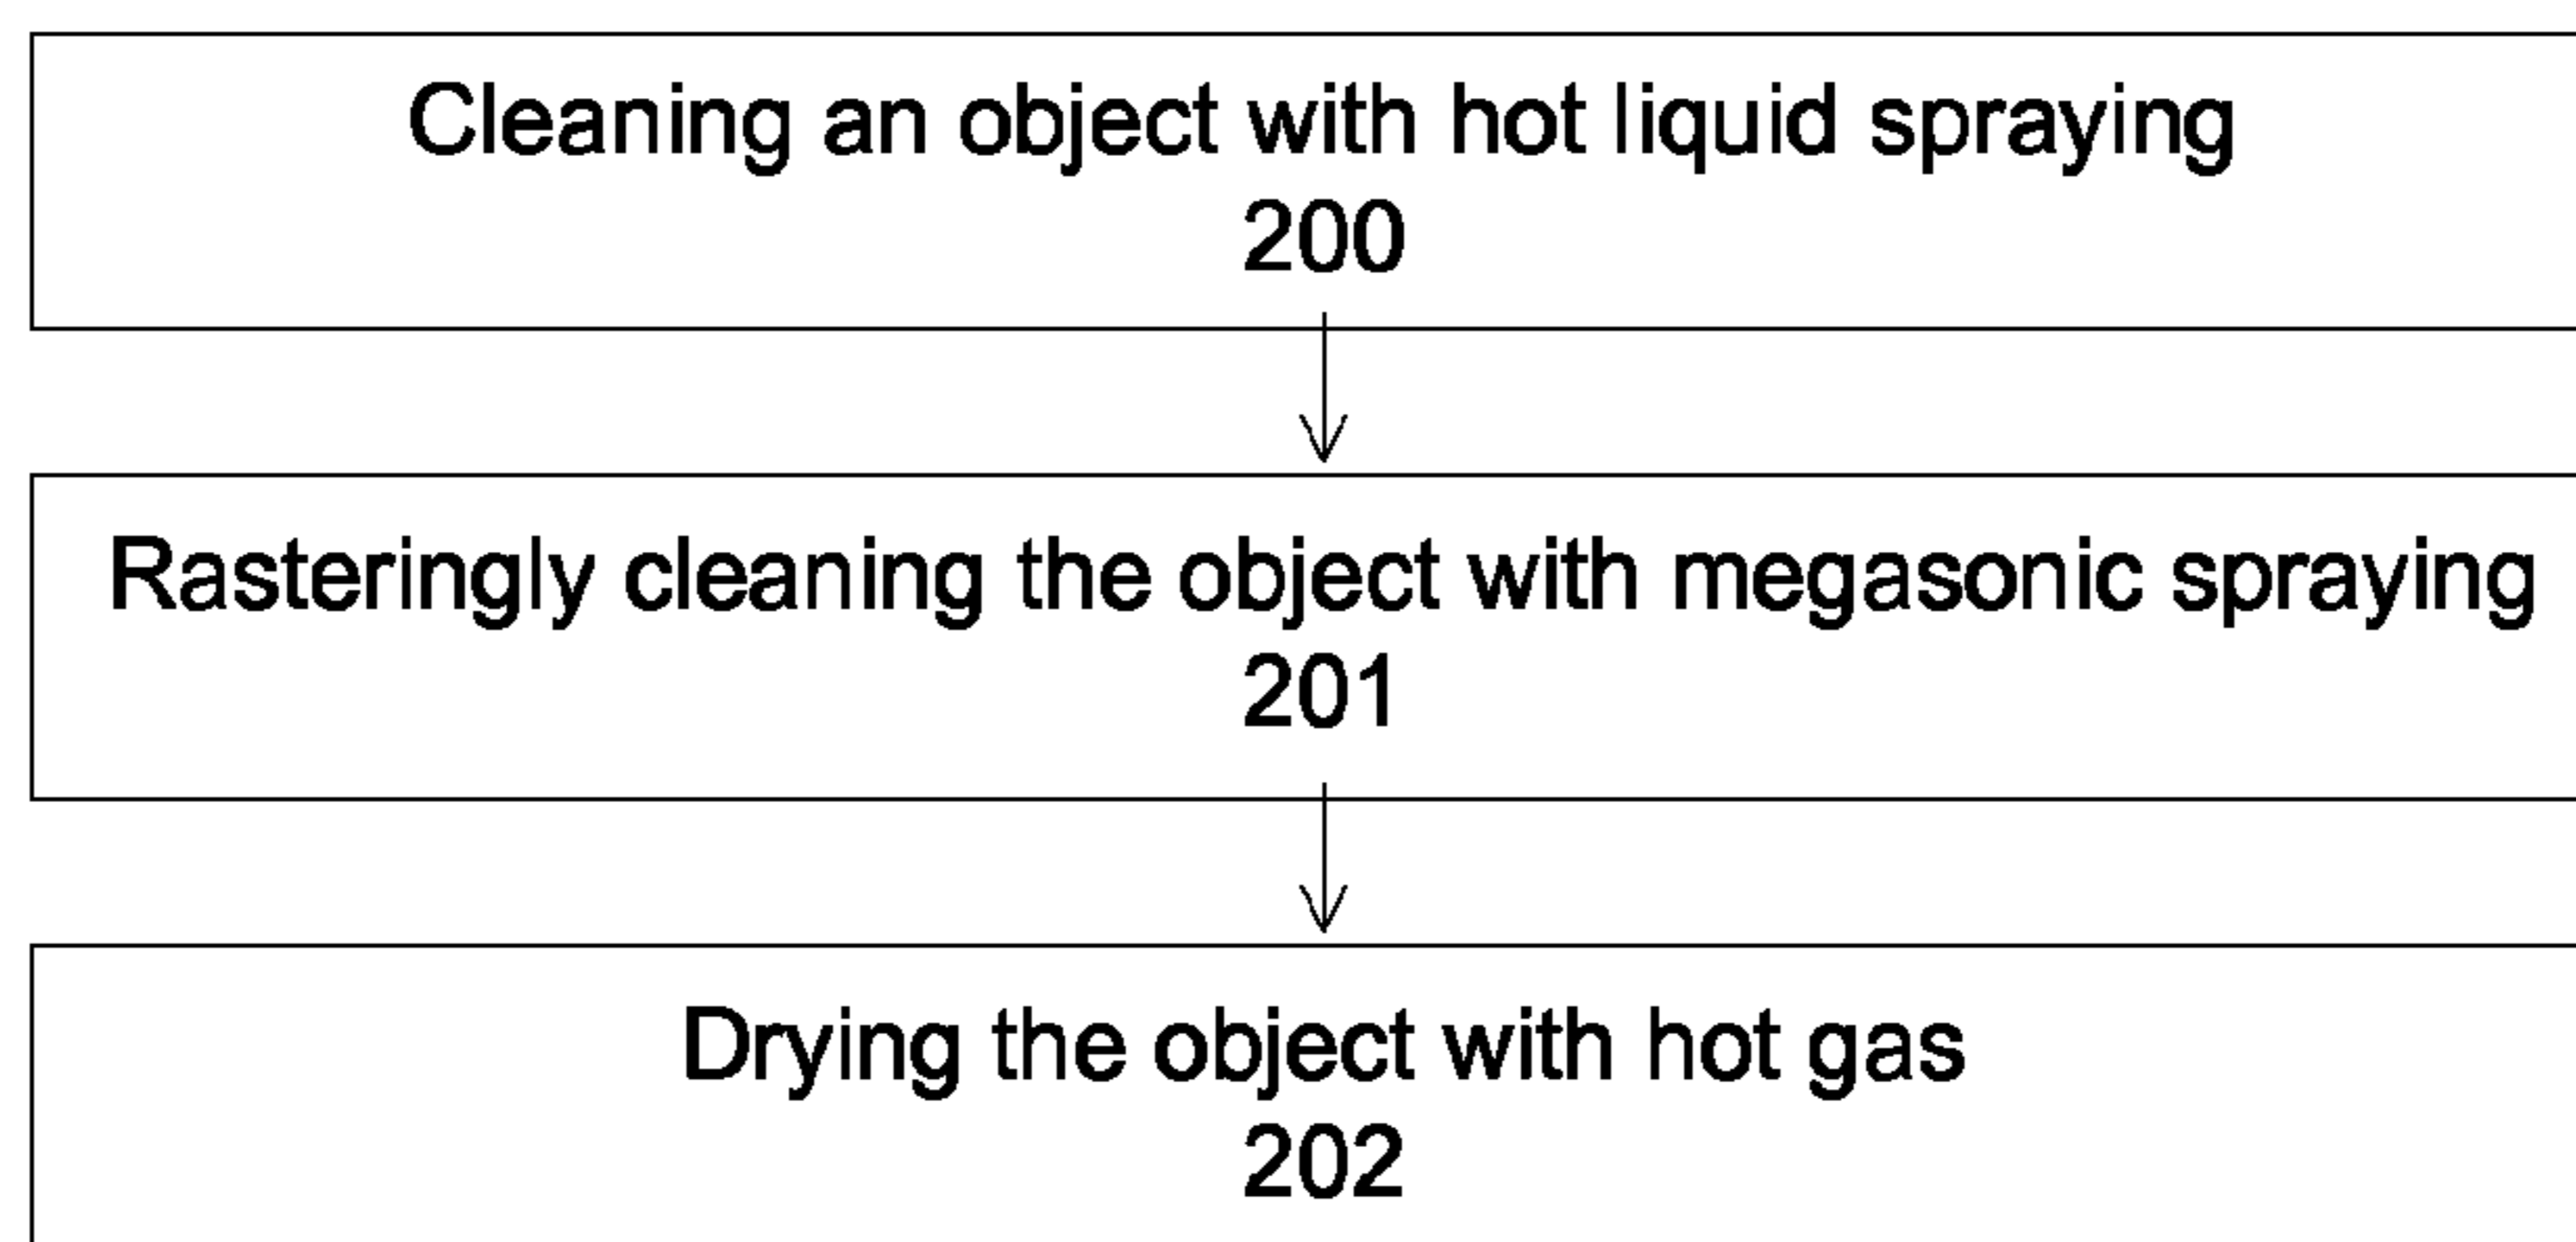 Cleaning an object with hot liquid spraying
200
Rasteringly cleaning the object with megasonic spraying
201
Drying the object with hot gas
202